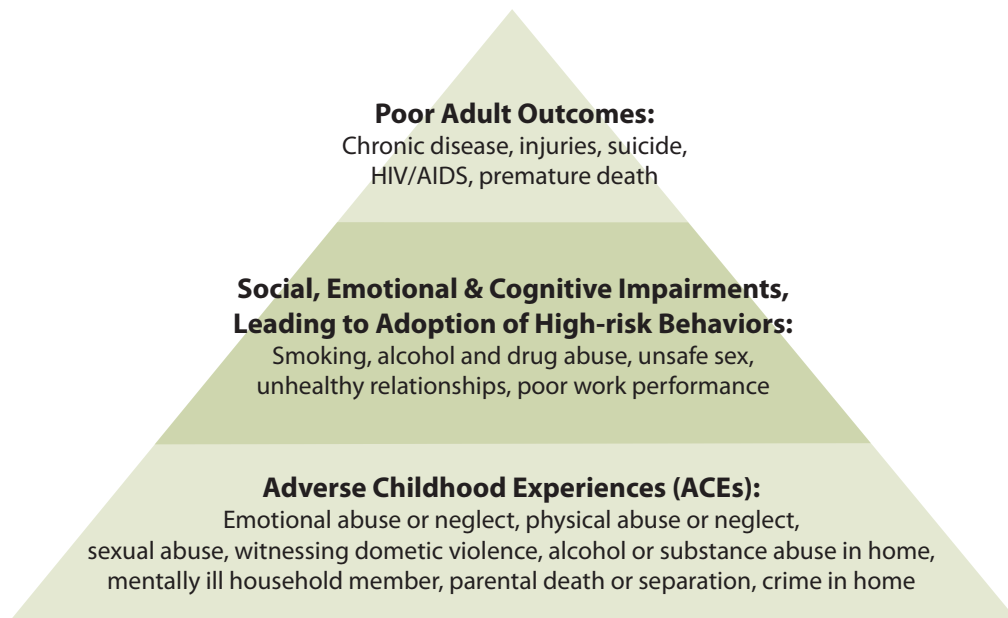 Poor Adult Outcomes:
Chronic disease, injuries, suicide,
HIV/AIDS, premature death
Social, Emotional & Cognitive Impairments,
Leading to Adoption of High-risk Behaviors:
Smoking, alcohol and drug abuse, unsafe sex,
unhealthy relationships, poor work performance
Adverse Childhood Experiences (ACEs):
Emotional abuse or neglect, physical abuse or neglect,
sexual abuse, witnessing dometic violence, alcohol or substance abuse in home,
mentally ill household member, parental death or separation, crime in home